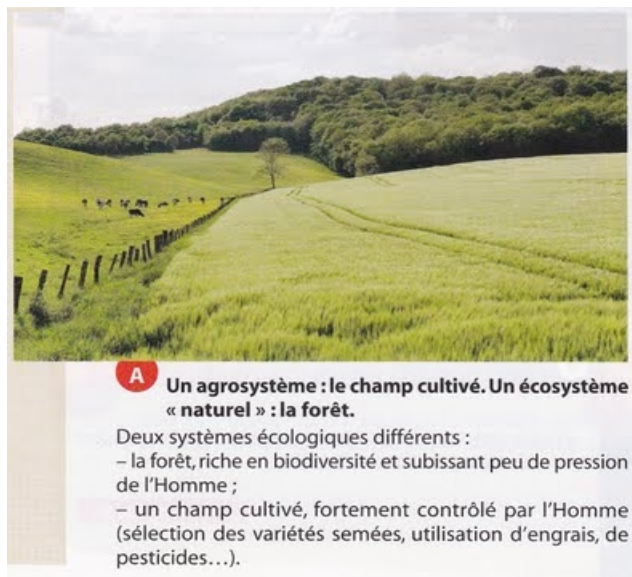 A
Un agrosystème : le champ cultivé. Un écosystème
« naturel » : la forêt.
Deux systèmes écologiques différents :
– la forêt, riche en biodiversité et subissant peu de pression
de l'Homme ;
– un champ cultivé, fortement contrôlé par l'Homme
(sélection des variétés semées, utilisation d'engrais, de
pesticides…).